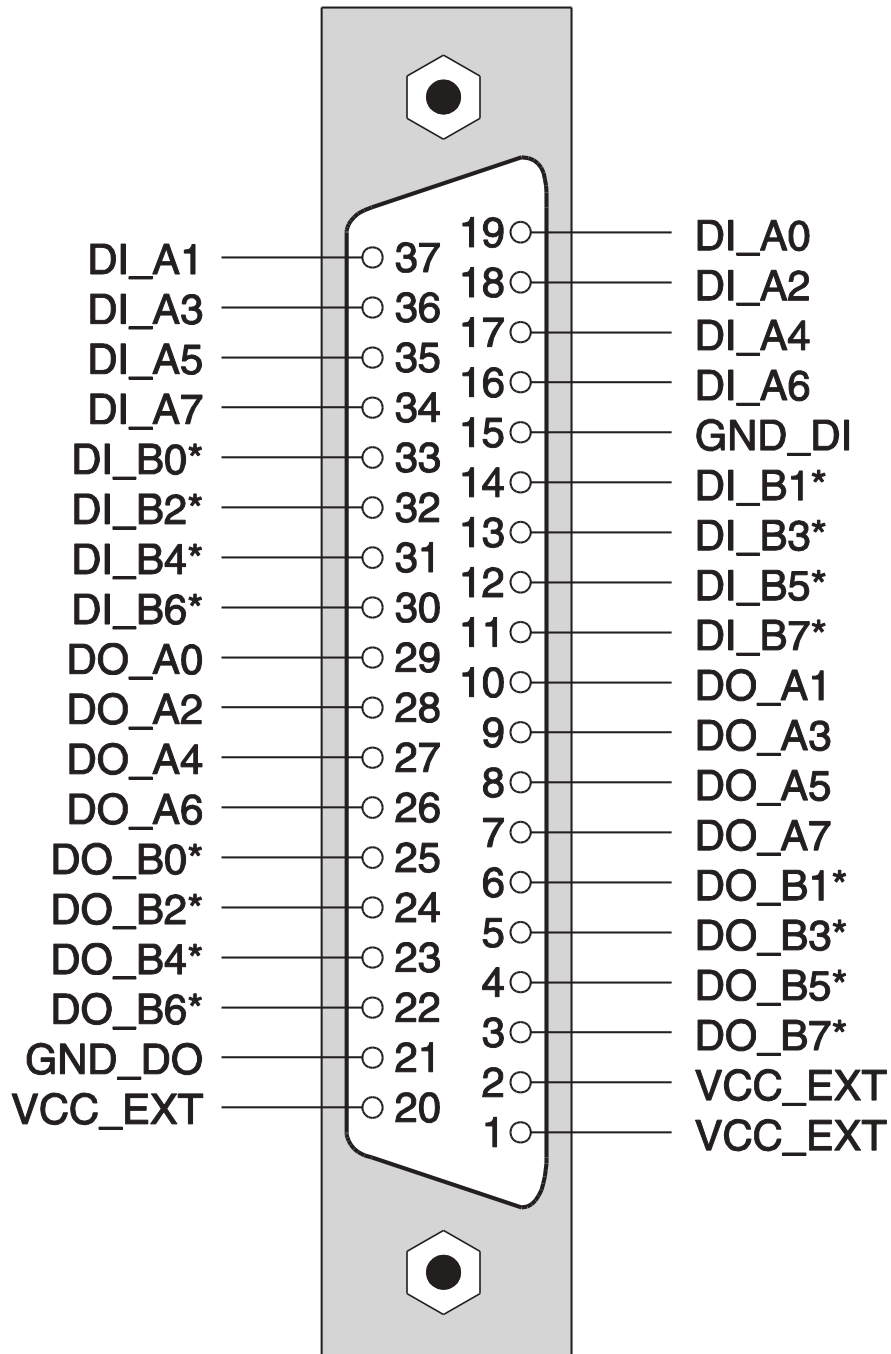 19 DI_A0
DI_A1 37
18 DI_A2
DI_A3 36
17 DI_A4
DI_A5 35
16 DI_A6
DI_A7 34
15 GND_DI
DI_B0* 33
14 DI_B1*
DI_B2* 32
13 DI_B3*
DI_B4* 31
12 DI_B5*
DI_B6* 30
11 DI_B7*
DO_A0 29
10 DO_A1
DO_A2 28
9 DO_A3
DO_A4 27
8 DO_A5
DO_A6 26
7 DO_A7
DO_B0* 25
6 DO_B1*
DO_B2* 24
5 DO_B3*
DO_B4* 23
4 DO_B5*
DO_B6* 22
3 DO_B7*
GND_DO 21
2 VCC_EXT
VCC_EXT 20
1 VCC_EXT